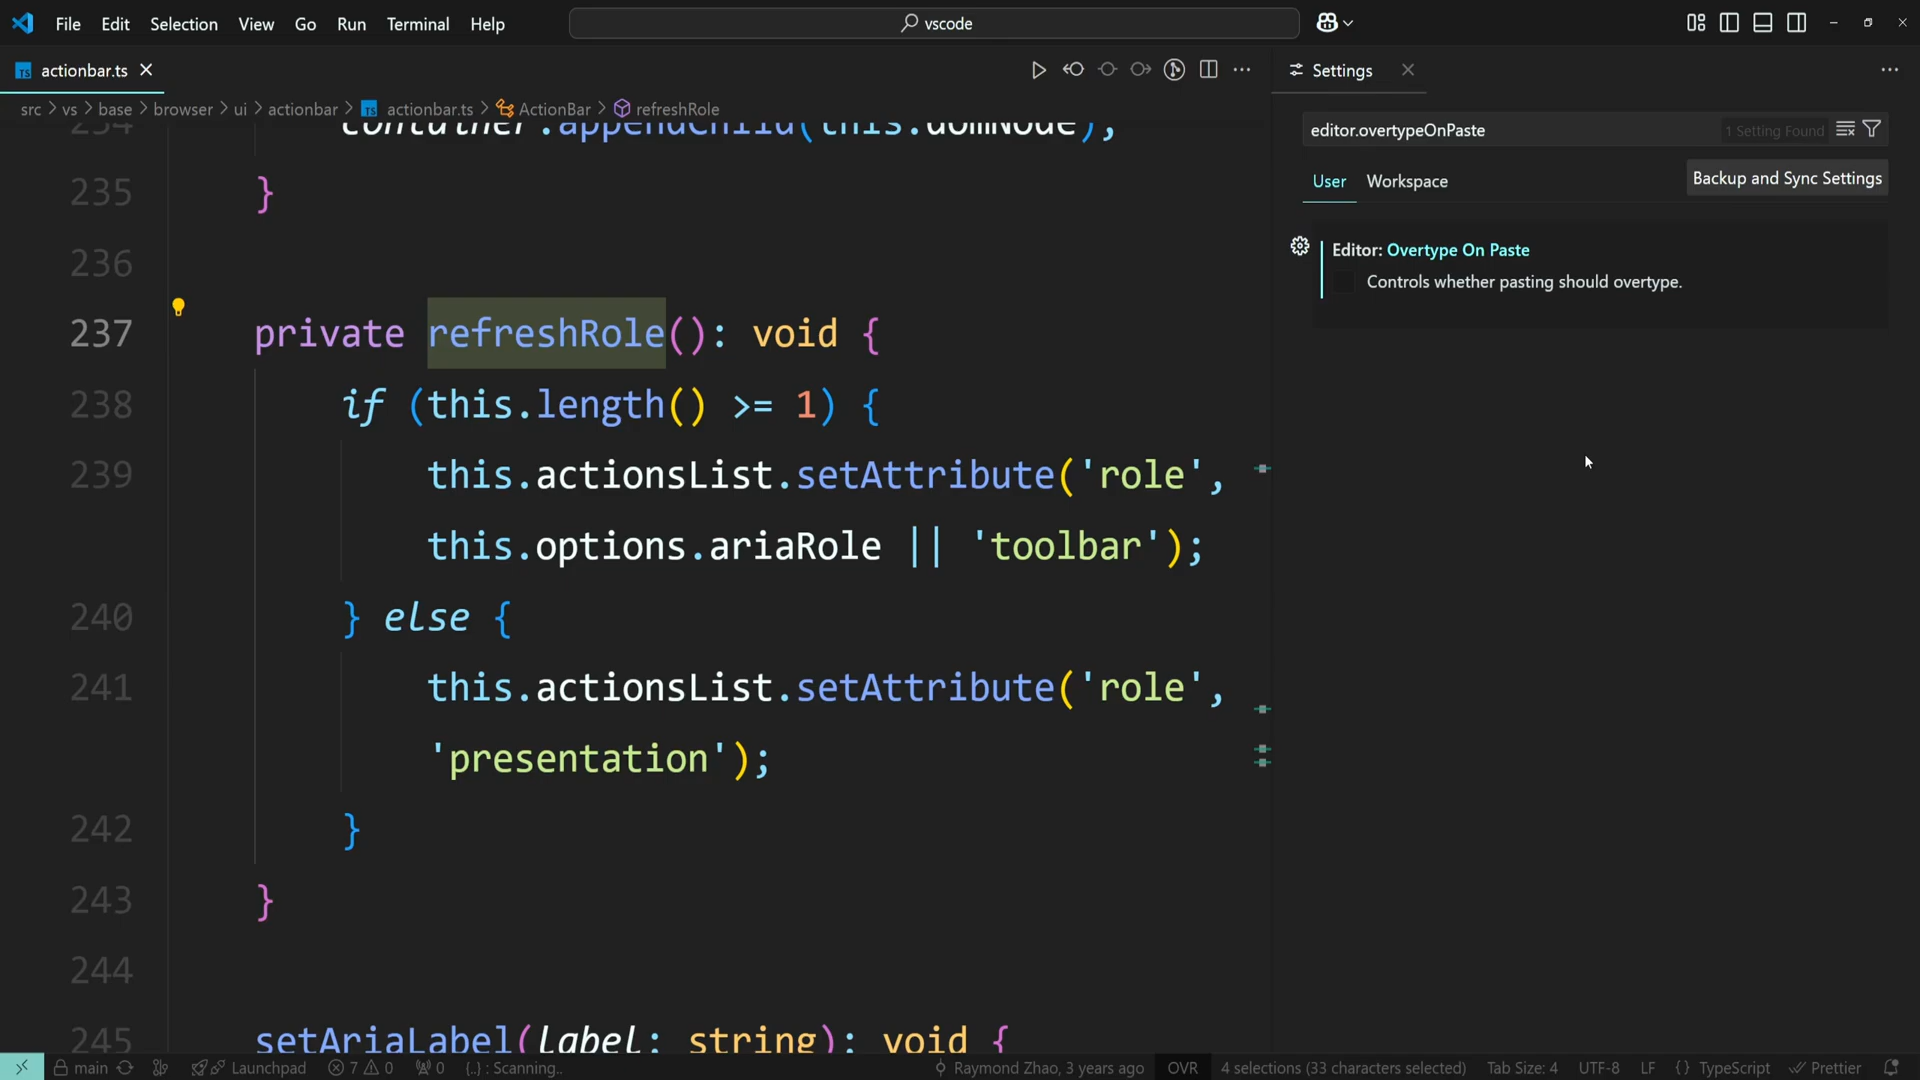 File Edit Selection View Go Run Terminal Help
vscode
actionbar.ts
Settings
src > vs > base > browser > ui > actionbar > actionbar.ts > ActionBar > refreshRole
234 container.appendChild(this.domNode);
235 }
236
237 private refreshRole(): void {
238 if (this.length() >= 1) {
239 this.actionsList.setAttribute('role',
this.options.ariaRole || 'toolbar');
240 } else {
241 this.actionsList.setAttribute('role',
'presentation');
242 }
243 }
244
245 setAriaLabel(label: string): void {
editor.overtypeOnPaste
1 Setting Found
User Workspace
Backup and Sync Settings
Editor: Overtype On Paste
Controls whether pasting should overtype.
main Launchpad 7 0 0 {..} : Scanning.. Raymond Zhao, 3 years ago OVR 4 selections (33 characters selected) Tab Size: 4 UTF-8 LF {} TypeScript Prettier